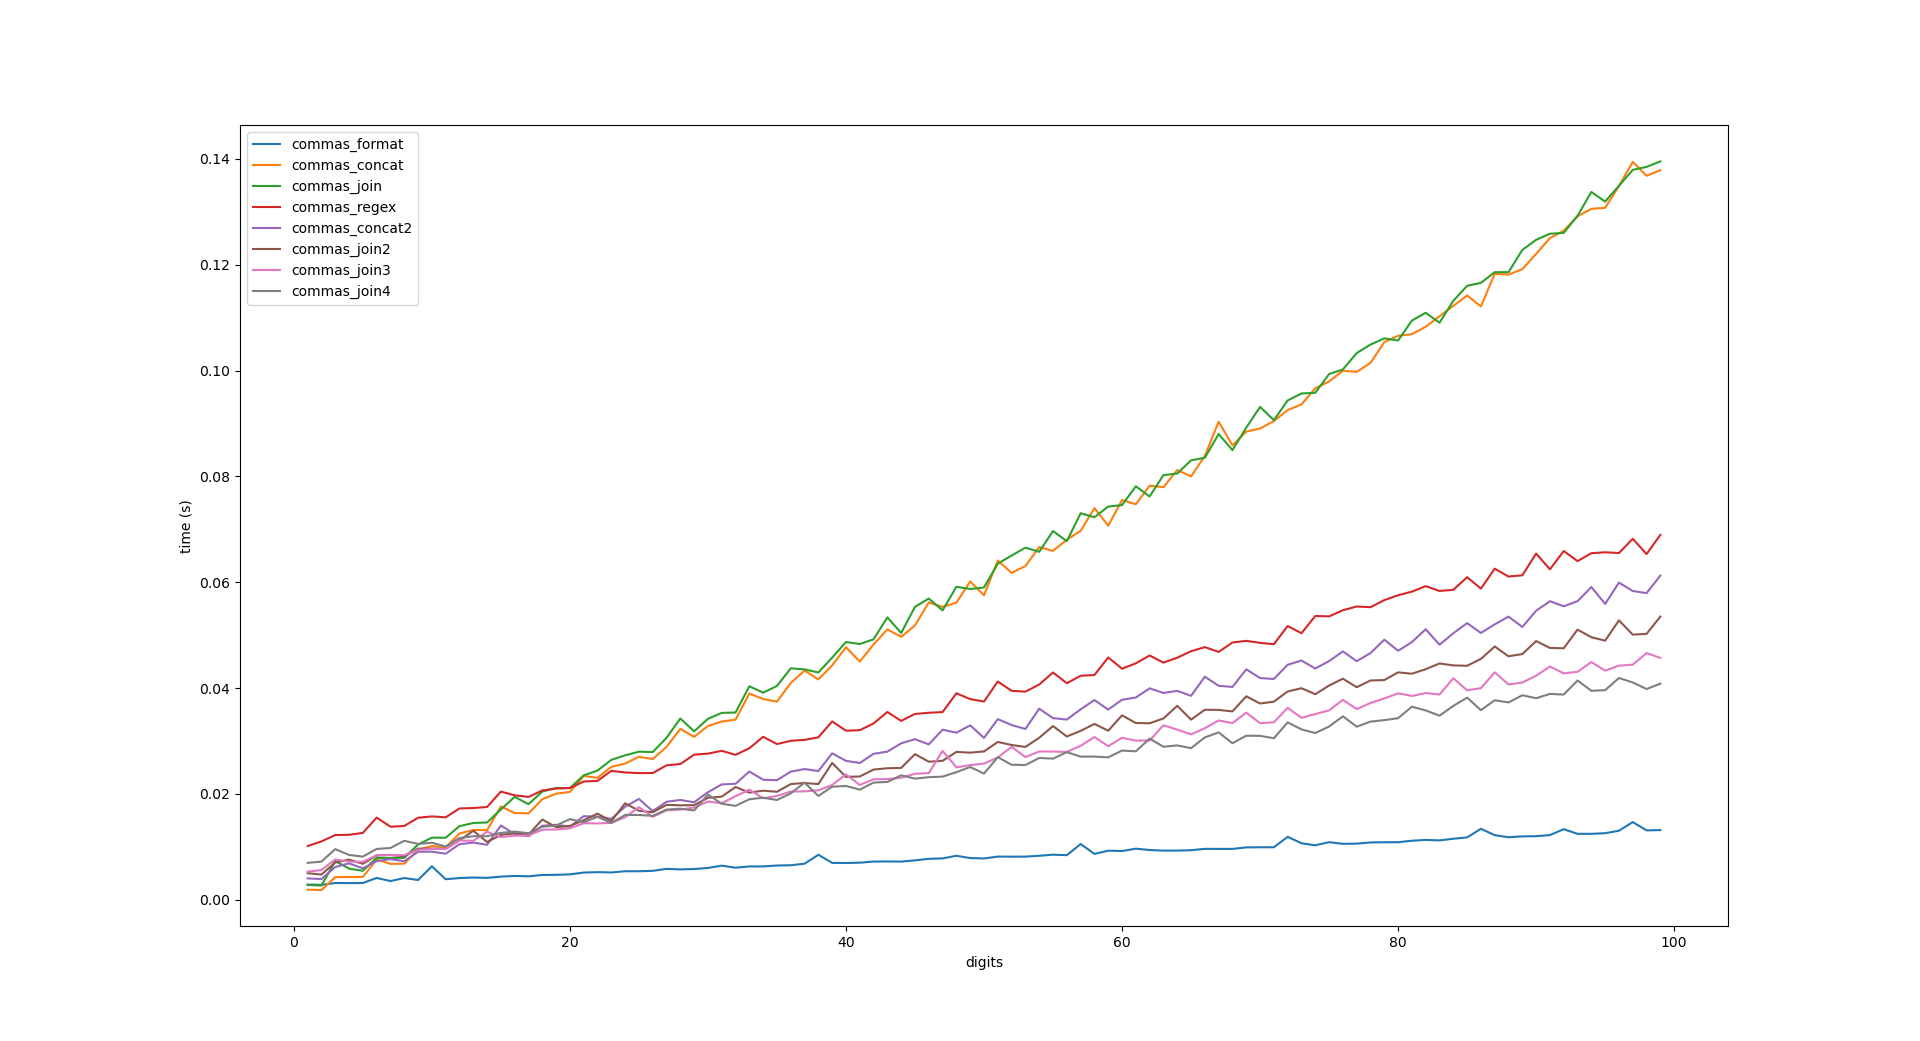 commas_format
commas_concat
commas_join
commas_regex
commas_concat2
commas_join2
commas_join3
commas_join4
0.14
0.12
0.10
0.08
0.06
0.04
0.02
0.00
time (s)
0 20 40 60 80 100
digits